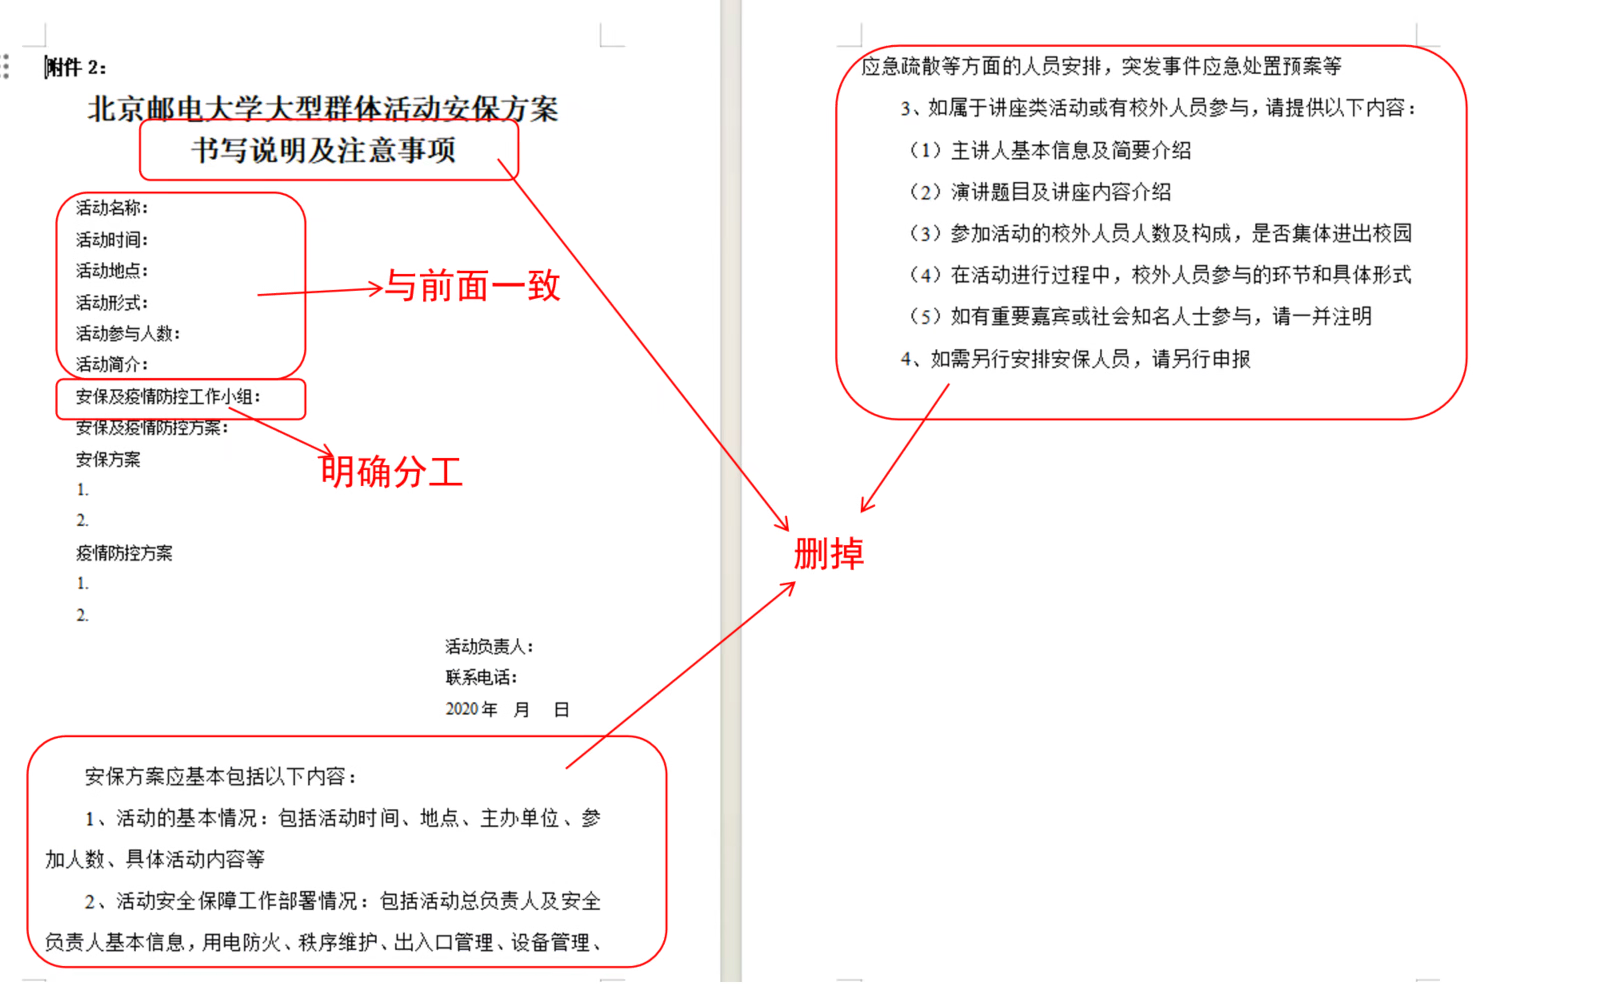 附件 2：
北京邮电大学大型群体活动安保方案
书写说明及注意事项
活动名称：
活动时间：
活动地点：
活动形式：
活动参与人数：
活动简介：
与前面一致
安保及疫情防控工作小组：
安保及疫情防控方案：
明确分工
安保方案
1.
2.
疫情防控方案
1.
2.
活动负责人：
联系电话：
2020 年 月 日
安保方案应基本包括以下内容：
1、活动的基本情况：包括活动时间、地点、主办单位、参
加人数、具体活动内容等
2、活动安全保障工作部署情况：包括活动总负责人及安全
负责人基本信息，用电防火、秩序维护、出入口管理、设备管理、
应急疏散等方面的人员安排，突发事件应急处置预案等
3、如属于讲座类活动或有校外人员参与，请提供以下内容：
（1）主讲人基本信息及简要介绍
（2）演讲题目及讲座内容介绍
（3）参加活动的校外人员人数及构成，是否集体进出校园
（4）在活动进行过程中，校外人员参与的环节和具体形式
（5）如有重要嘉宾或社会知名人士参与，请一并注明
4、如需另行安排安保人员，请另行申报
删掉